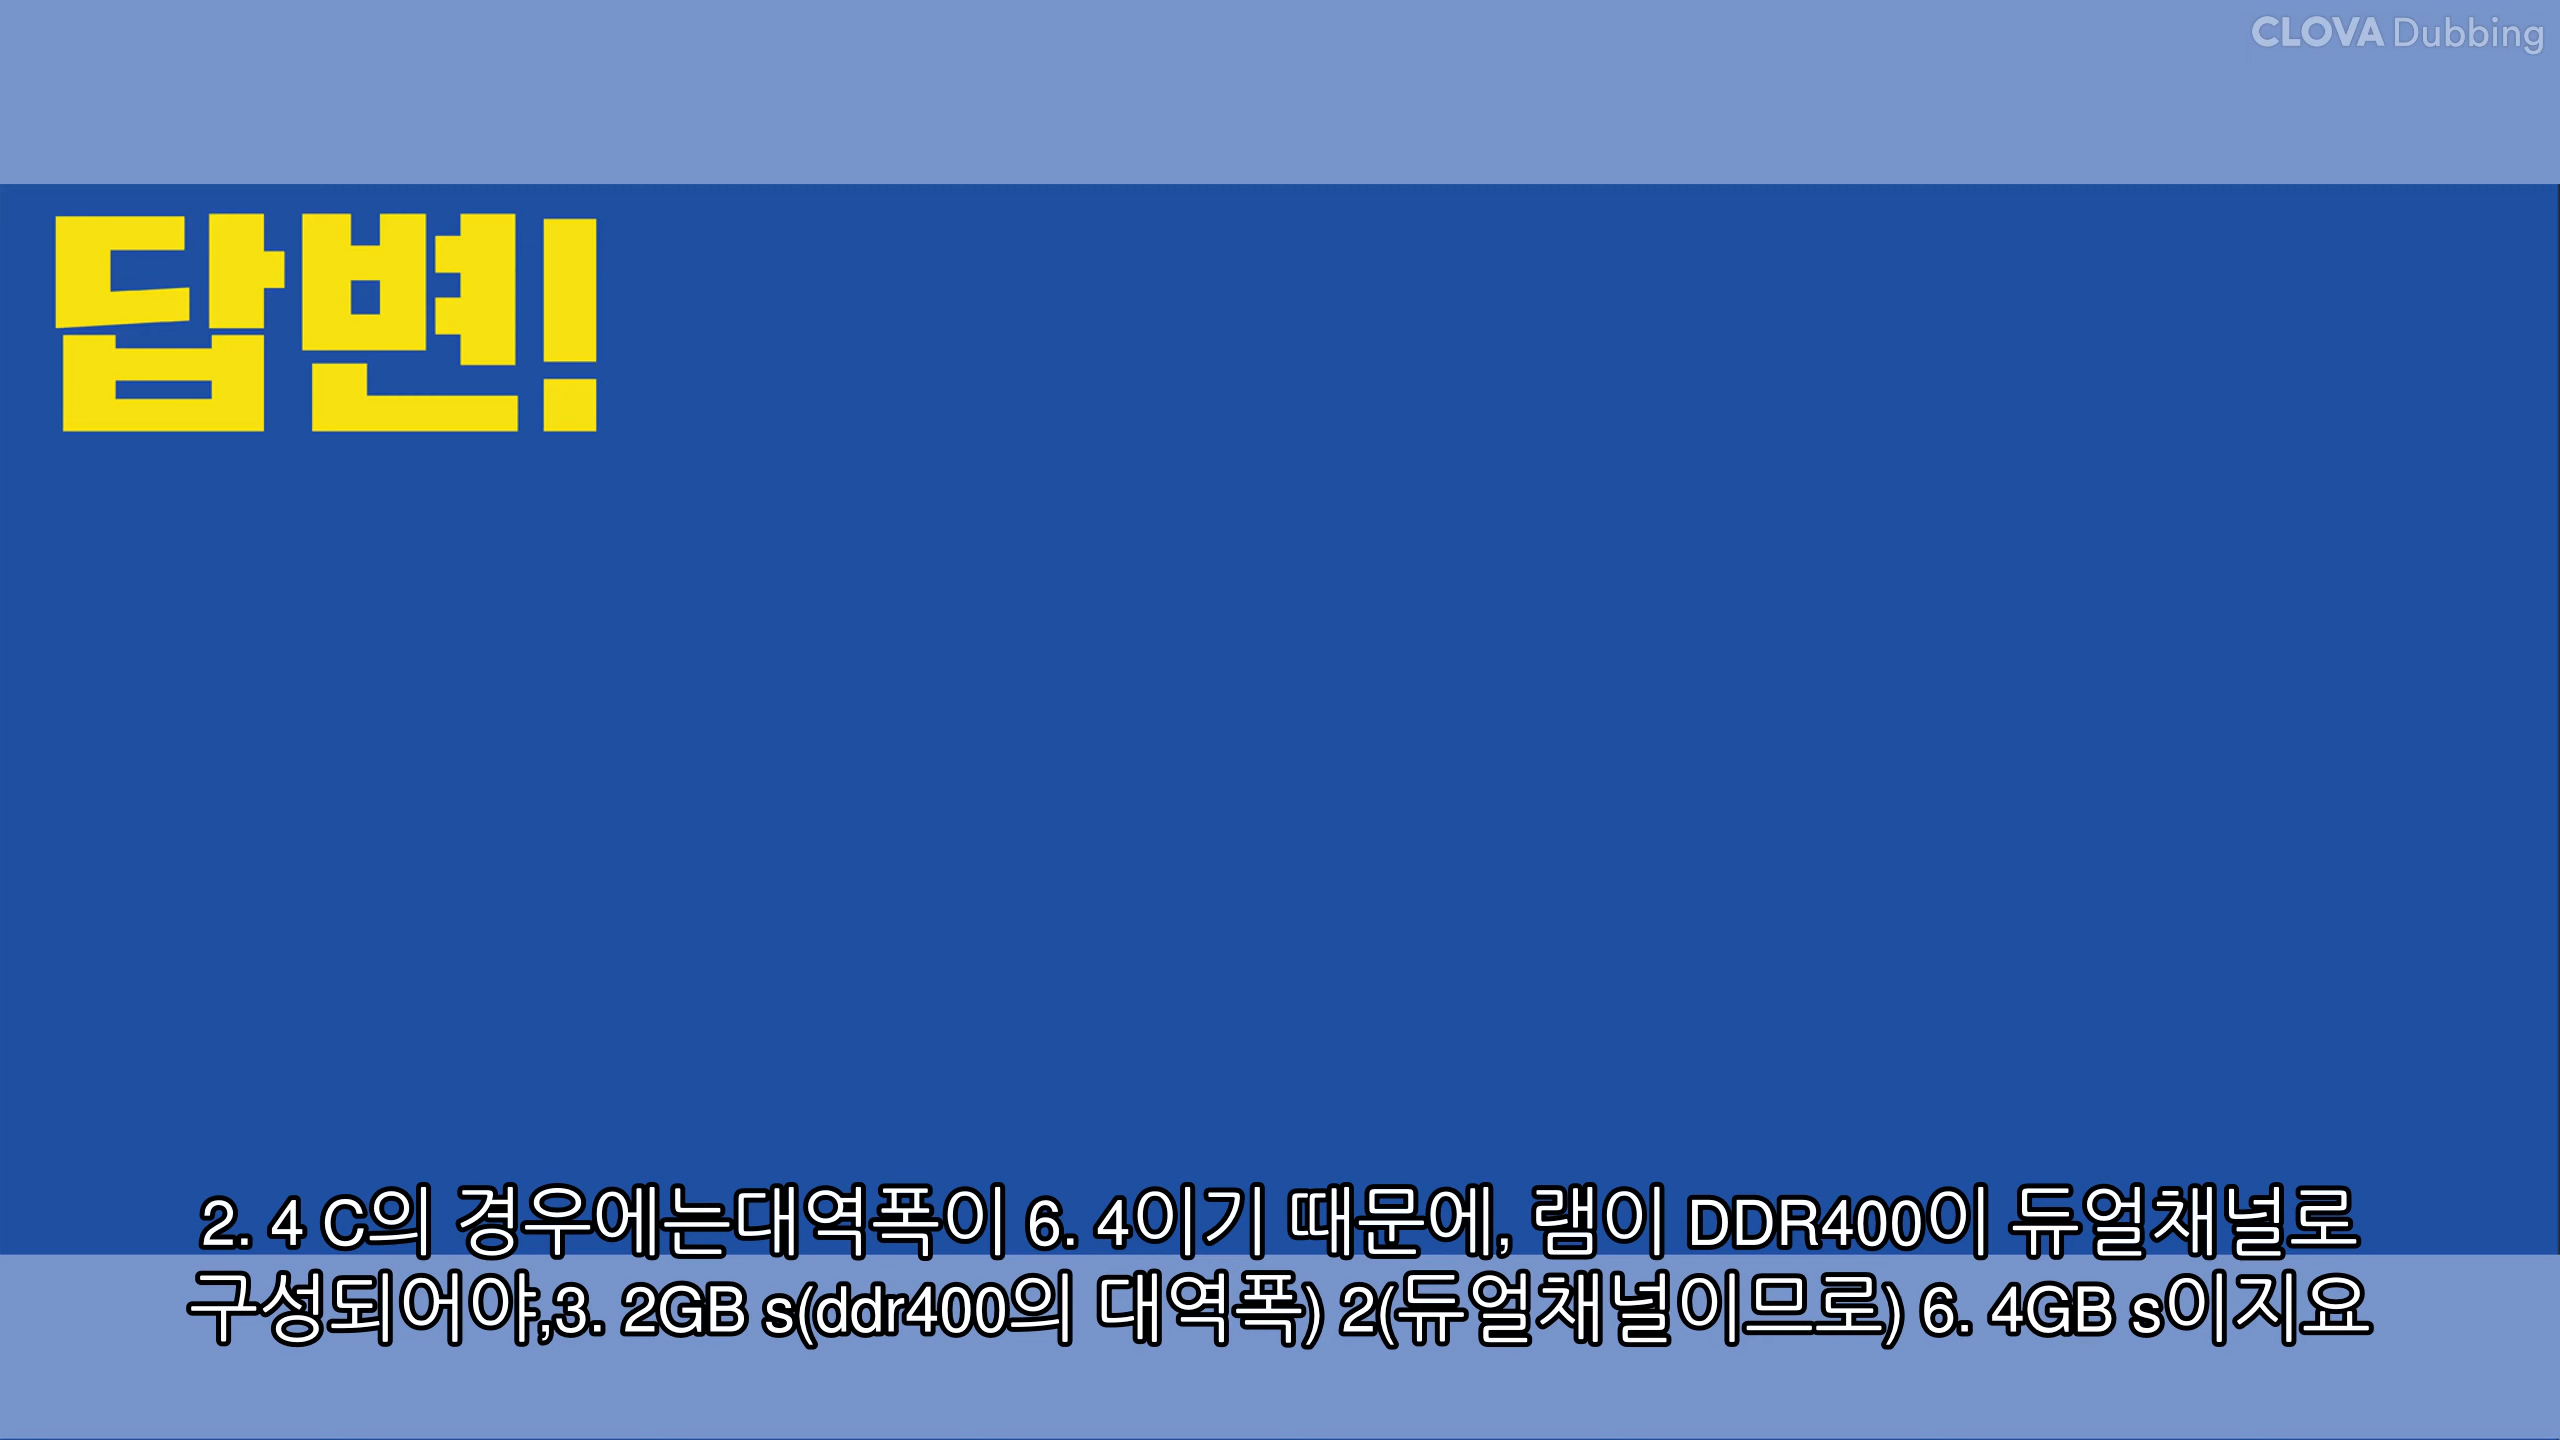 CLOVA Dubbing
답변!
2. 4 C의 경우에는대역폭이 6. 4이기 때문에, 램이 DDR400이 듀얼채널로
구성되어야,3. 2GB s(ddr400의 대역폭) 2(듀얼채널이므로) 6. 4GB s이지요